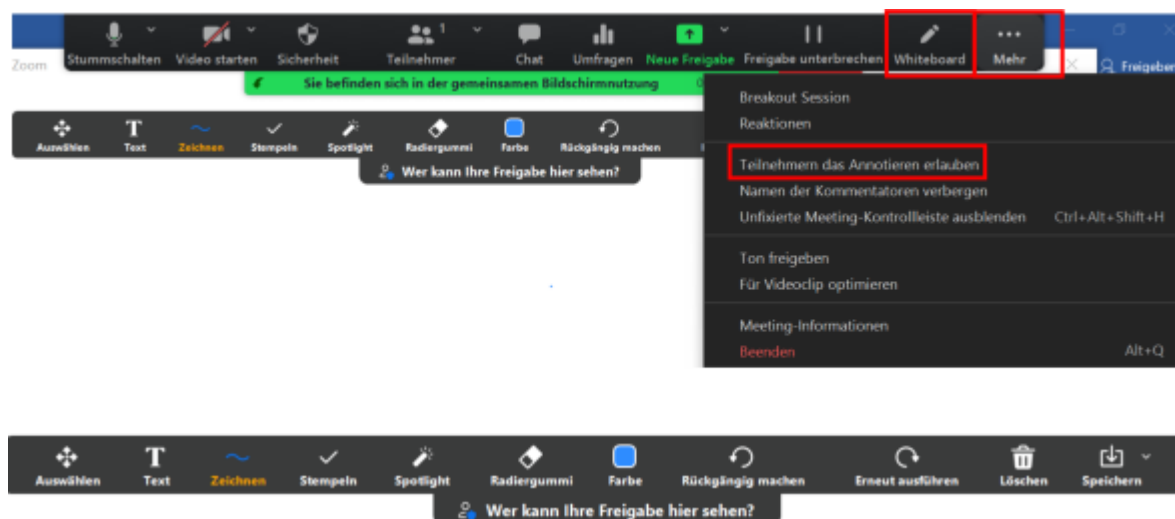 Stummschalten Video starten Sicherheit Teilnehmer 1 Chat Umfragen Neue Freigabe Freigabe unterbrechen Whiteboard Mehr
Zoom
Freigeben
Sie befinden sich in der gemeinsamen Bildschirmnutzung
Auswählen Text Zeichnen Stempeln Spotlight Radiergummi Farbe Rückgängig machen
Wer kann Ihre Freigabe hier sehen?
Breakout Session
Reaktionen
Teilnehmern das Annotieren erlauben
Namen der Kommentatoren verbergen
Unfixierte Meeting-Kontrollleiste ausblenden Ctrl+Alt+Shift+H
Ton freigeben
Für Videoclip optimieren
Meeting-Informationen
Beenden Alt+Q
Auswählen Text Zeichnen Stempeln Spotlight Radiergummi Farbe Rückgängig machen Erneut ausführen Löschen Speichern
Wer kann Ihre Freigabe hier sehen?